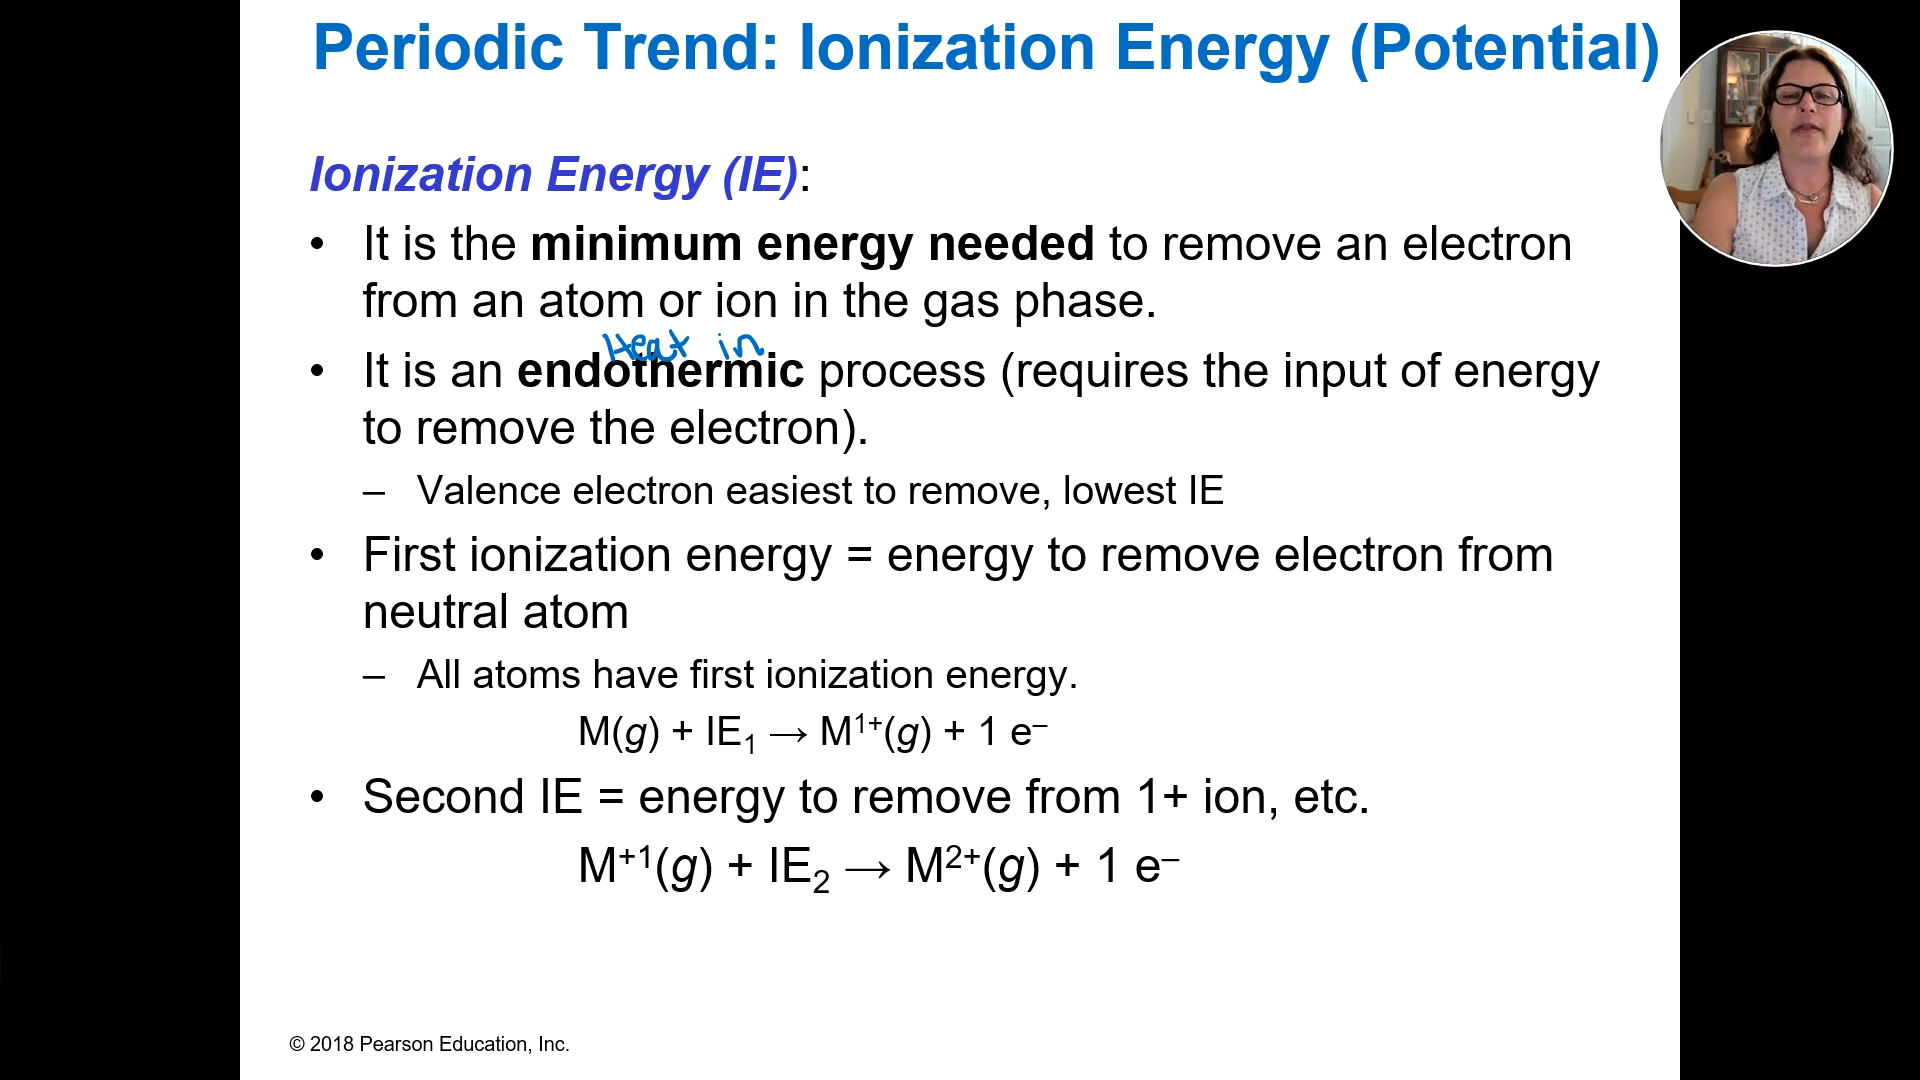 Periodic Trend: Ionization Energy (Potential)
Ionization Energy (IE):
• It is the minimum energy needed to remove an electron
from an atom or ion in the gas phase.
Heat in
• It is an endothermic process (requires the input of energy
to remove the electron).
– Valence electron easiest to remove, lowest IE
• First ionization energy = energy to remove electron from
neutral atom
– All atoms have first ionization energy.
M(g) + IE₁ → M¹⁺(g) + 1 e⁻
• Second IE = energy to remove from 1+ ion, etc.
M⁺¹(g) + IE₂ → M²⁺(g) + 1 e⁻
© 2018 Pearson Education, Inc.